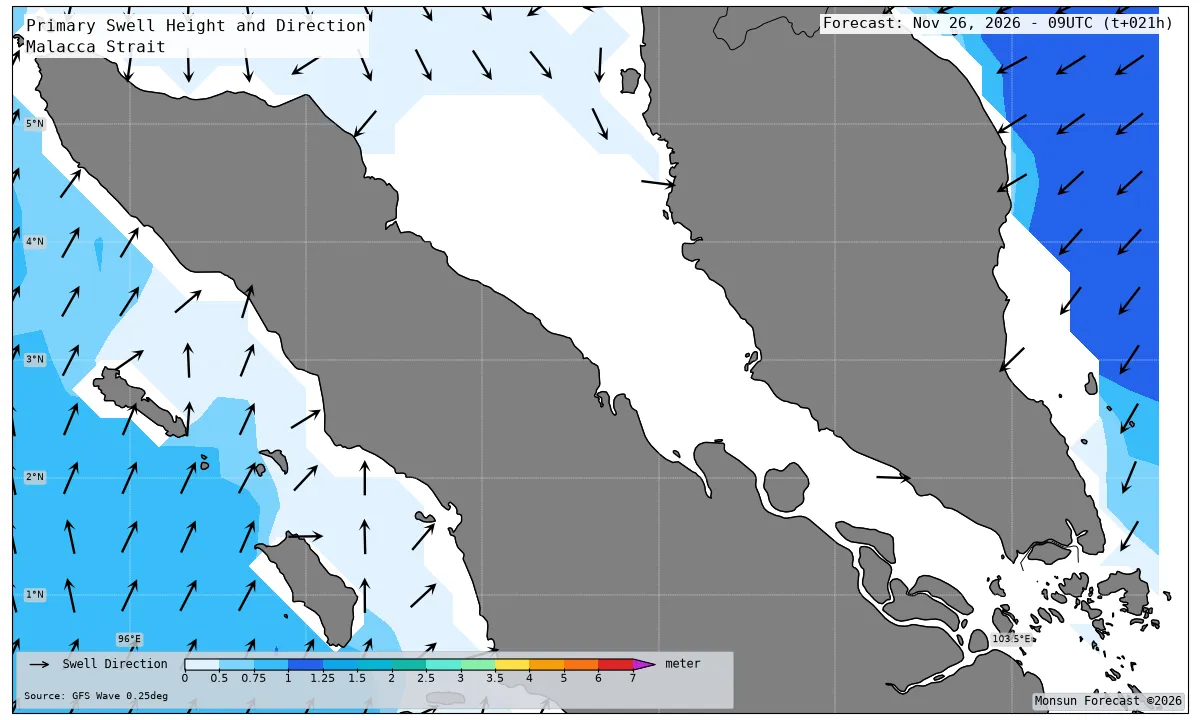 Primary Swell Height and Direction
Malacca Strait
Forecast: Nov 26, 2026 - 09UTC (t+021h)
5°N
4°N
3°N
2°N
1°N
96°E
103.5°E
Swell Direction
meter
0 0.5 0.75 1 1.25 1.5 2 2.5 3 3.5 4 5 6 7
Source: GFS Wave 0.25deg
Monsun Forecast ©2026